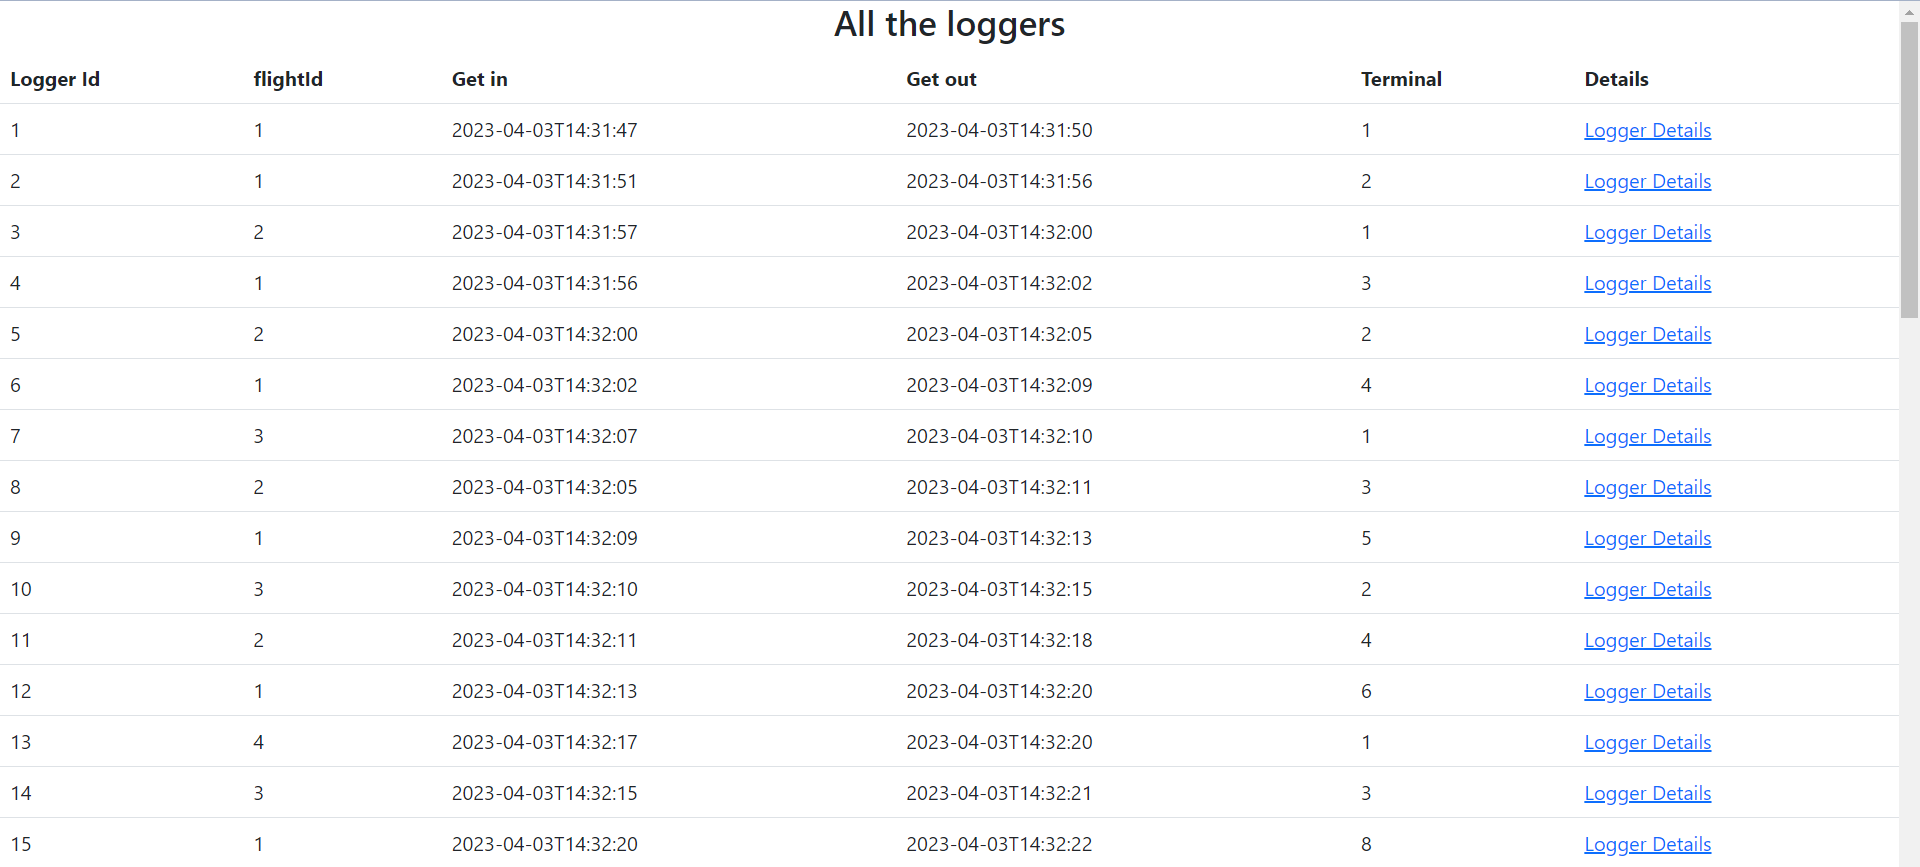 All the loggers
Logger Id flightId Get in Get out Terminal Details
1 1 2023-04-03T14:31:47 2023-04-03T14:31:50 1 Logger Details
2 1 2023-04-03T14:31:51 2023-04-03T14:31:56 2 Logger Details
3 2 2023-04-03T14:31:57 2023-04-03T14:32:00 1 Logger Details
4 1 2023-04-03T14:31:56 2023-04-03T14:32:02 3 Logger Details
5 2 2023-04-03T14:32:00 2023-04-03T14:32:05 2 Logger Details
6 1 2023-04-03T14:32:02 2023-04-03T14:32:09 4 Logger Details
7 3 2023-04-03T14:32:07 2023-04-03T14:32:10 1 Logger Details
8 2 2023-04-03T14:32:05 2023-04-03T14:32:11 3 Logger Details
9 1 2023-04-03T14:32:09 2023-04-03T14:32:13 5 Logger Details
10 3 2023-04-03T14:32:10 2023-04-03T14:32:15 2 Logger Details
11 2 2023-04-03T14:32:11 2023-04-03T14:32:18 4 Logger Details
12 1 2023-04-03T14:32:13 2023-04-03T14:32:20 6 Logger Details
13 4 2023-04-03T14:32:17 2023-04-03T14:32:20 1 Logger Details
14 3 2023-04-03T14:32:15 2023-04-03T14:32:21 3 Logger Details
15 1 2023-04-03T14:32:20 2023-04-03T14:32:22 8 Logger Details